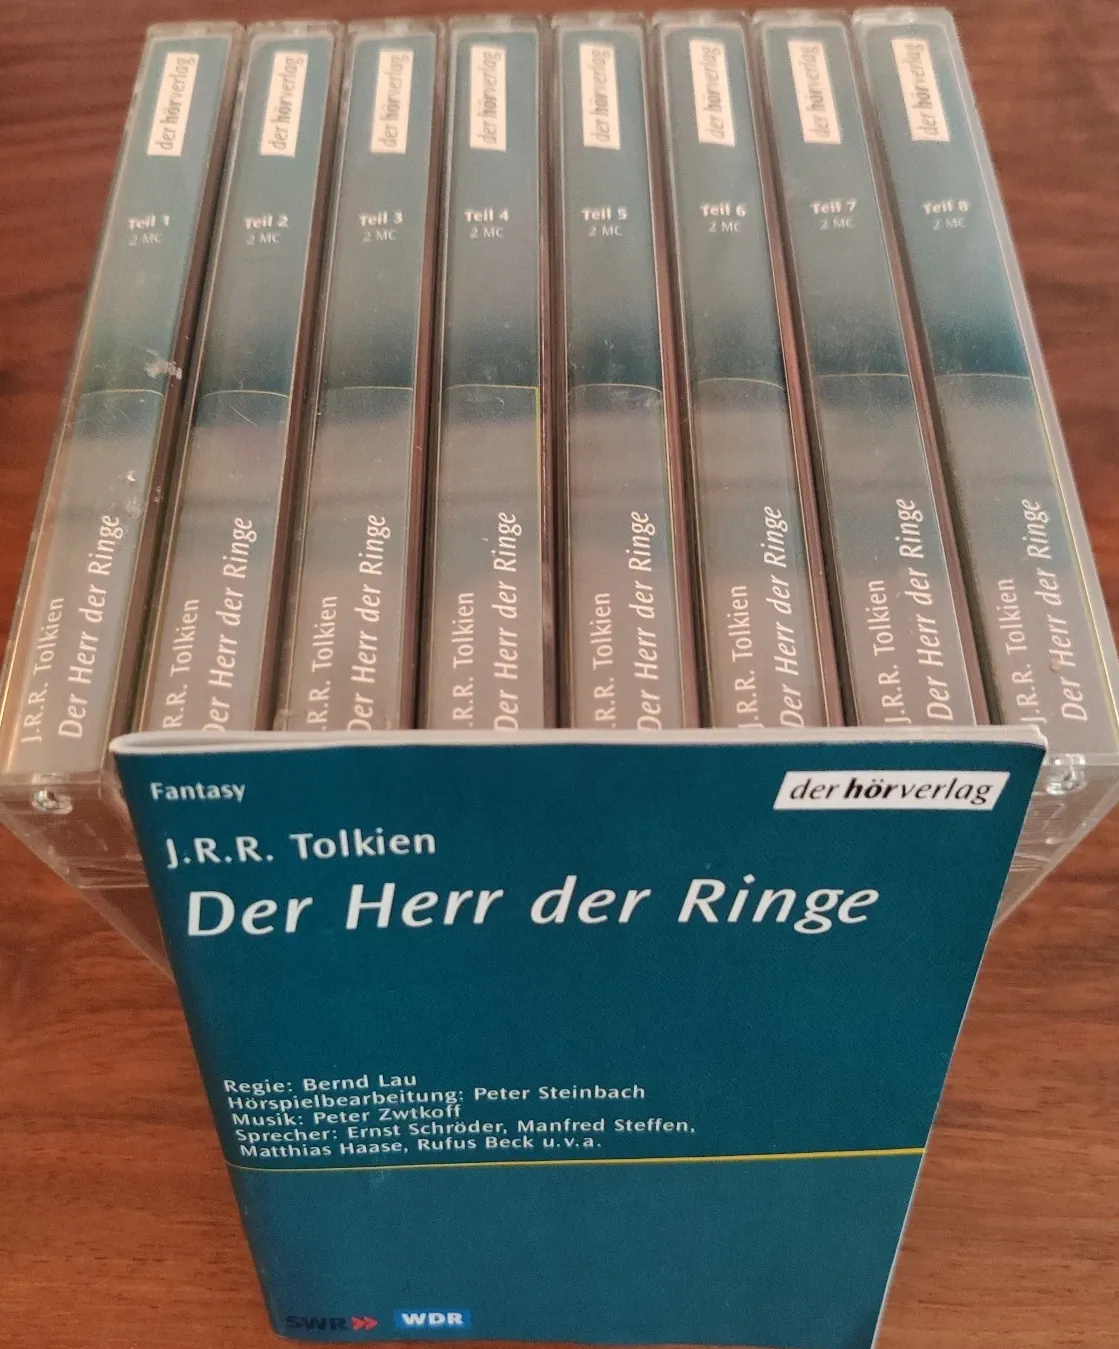 der hörverlag
Teil 1
2 MC
J.R.R. Tolkien
Der Herr der Ringe
der hörverlag
Teil 2
2 MC
J.R.R. Tolkien
Der Herr der Ringe
der hörverlag
Teil 3
2 MC
J.R.R. Tolkien
Der Herr der Ringe
der hörverlag
Teil 4
2 MC
J.R.R. Tolkien
Der Herr der Ringe
der hörverlag
Teil 5
2 MC
J.R.R. Tolkien
Der Herr der Ringe
der hörverlag
Teil 6
2 MC
J.R.R. Tolkien
Der Herr der Ringe
der hörverlag
Teil 7
2 MC
J.R.R. Tolkien
Der Herr der Ringe
der hörverlag
Teil 8
2 MC
J.R.R. Tolkien
Der Herr der Ringe
Fantasy
der hörverlag
J.R.R. Tolkien
Der Herr der Ringe
Regie: Bernd Lau
Hörspielbearbeitung: Peter Steinbach
Musik: Peter Zwtkoff
Sprecher: Ernst Schröder, Manfred Steffen,
Matthias Haase, Rufus Beck u.v.a.
SWR
WDR